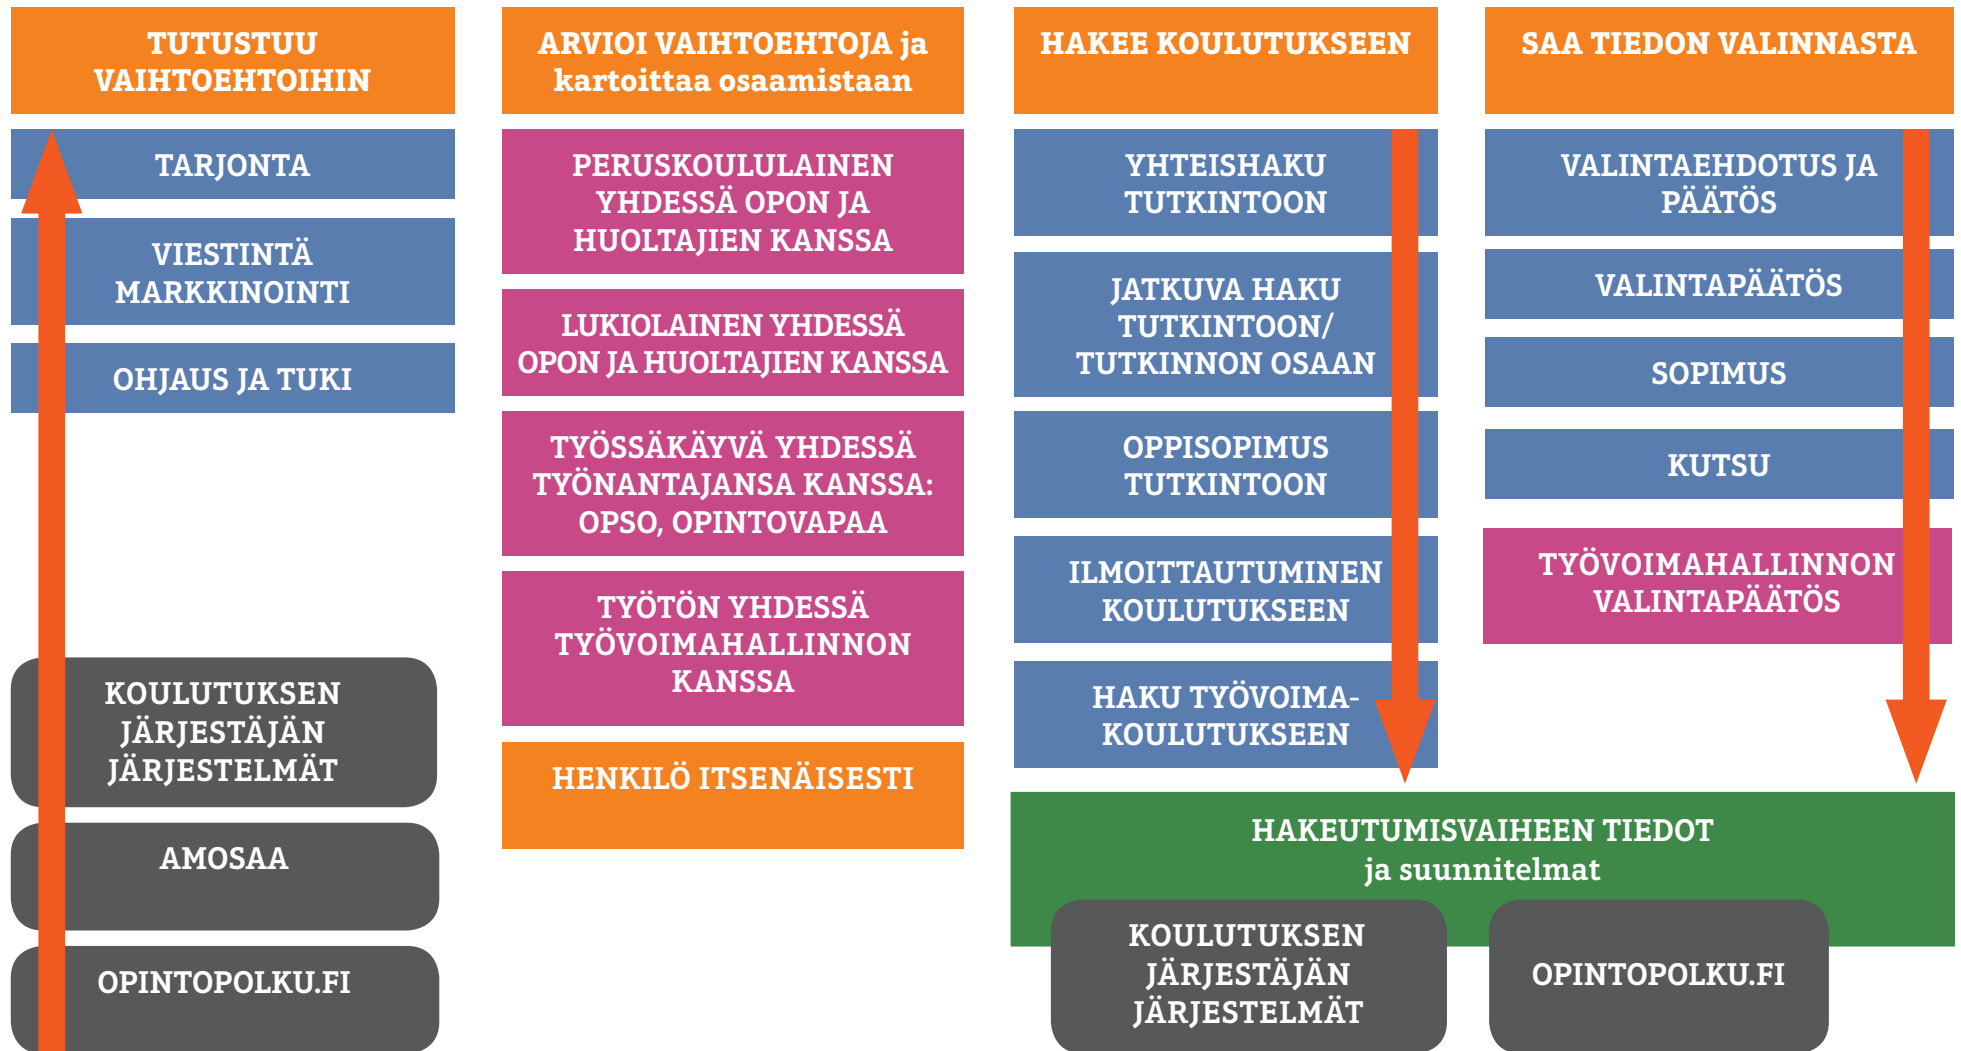 TUTUSTUU
VAIHTOEHTOIHIN
TARJONTA
VIESTINTÄ
MARKKINOINTI
OHJAUS JA TUKI
KOULUTUKSEN
JÄRJESTÄJÄN
JÄRJESTELMÄT
AMOSAA
OPINTOPOLKU.FI
ARVIOI VAIHTOEHTOJA ja
kartoittaa osaamistaan
PERUSKOULULAINEN
YHDESSÄ OPON JA
HUOLTAJIEN KANSSA
LUKIOLAINEN YHDESSÄ
OPON JA HUOLTAJIEN KANSSA
TYÖSSÄKÄYVÄ YHDESSÄ
TYÖNANTAJANSA KANSSA:
OPSO, OPINTOVAPAA
TYÖTÖN YHDESSÄ
TYÖVOIMAHALLINNON
KANSSA
HENKILÖ ITSENÄISESTI
HAKEE KOULUTUKSEEN
YHTEISHAKU
TUTKINTOON
JATKUVA HAKU
TUTKINTOON/
TUTKINNON OSAAN
OPPISOPIMUS
TUTKINTOON
ILMOITTAUTUMINEN
KOULUTUKSEEN
HAKU TYÖVOIMA-
KOULUTUKSEEN
SAA TIEDON VALINNASTA
VALINTAEHDOTUS JA
PÄÄTÖS
VALINTAPÄÄTÖS
SOPIMUS
KUTSU
TYÖVOIMAHALLINNON
VALINTAPÄÄTÖS
HAKEUTUMISVAIHEEN TIEDOT
ja suunnitelmat
KOULUTUKSEN
JÄRJESTÄJÄN
JÄRJESTELMÄT
OPINTOPOLKU.FI